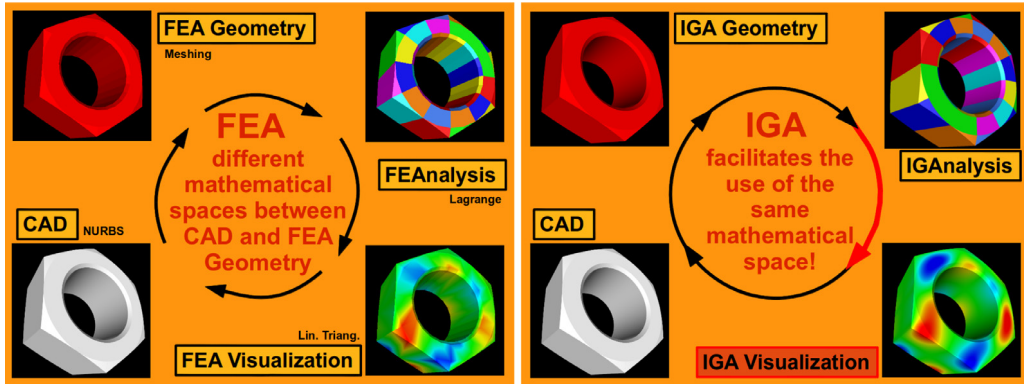 FEA Geometry
Meshing
FEA
different
mathematical
spaces between
CAD and FEA
Geometry
FEAnalysis
Lagrange
CAD
NURBS
Lin. Triang.
FEA Visualization
IGA Geometry
IGA
facilitates the
use of the
same
mathematical
space!
IGAnalysis
CAD
IGA Visualization